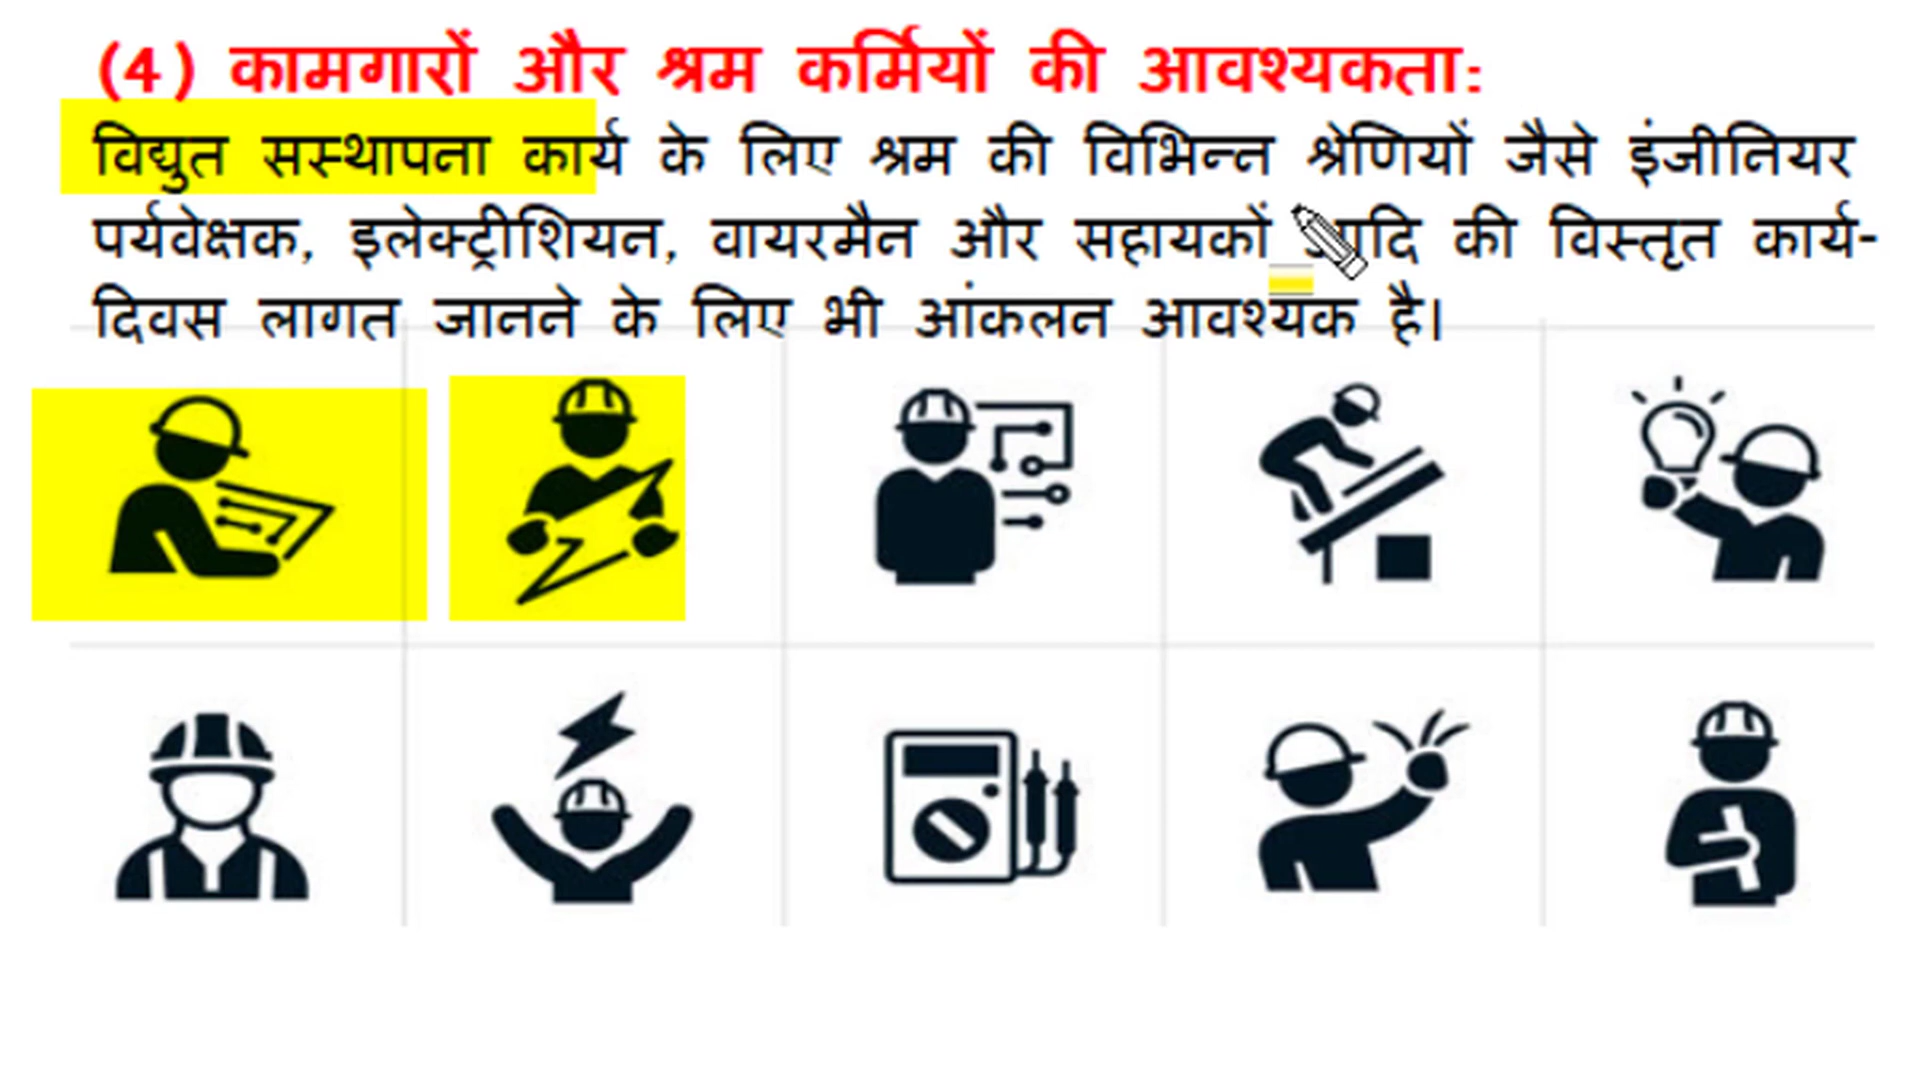 (4) कामगारों और श्रम कर्मियों की आवश्यकता:
विद्युत सस्थापना कार्य के लिए श्रम की विभिन्न श्रेणियों जैसे इंजीनियर
पर्यवेक्षक, इलेक्ट्रीशियन, वायरमैन और सहायकों आदि की विस्तृत कार्य-
दिवस लागत जानने के लिए भी आंकलन आवश्यक है।